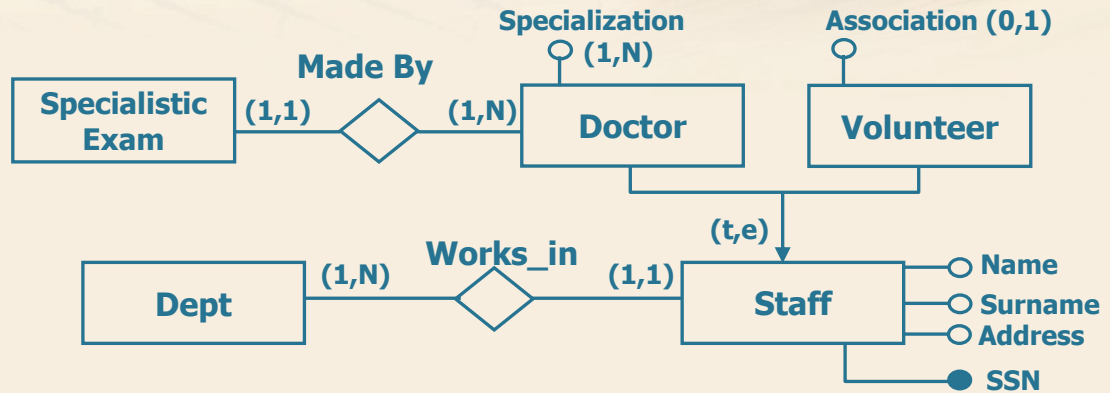 Specialization
(1,N)
Association (0,1)
Made By
Specialistic
Exam
(1,1)
(1,N)
Doctor
Volunteer
(t,e)
Works_in
Dept
(1,N)
(1,1)
Staff
Name
Surname
Address
SSN